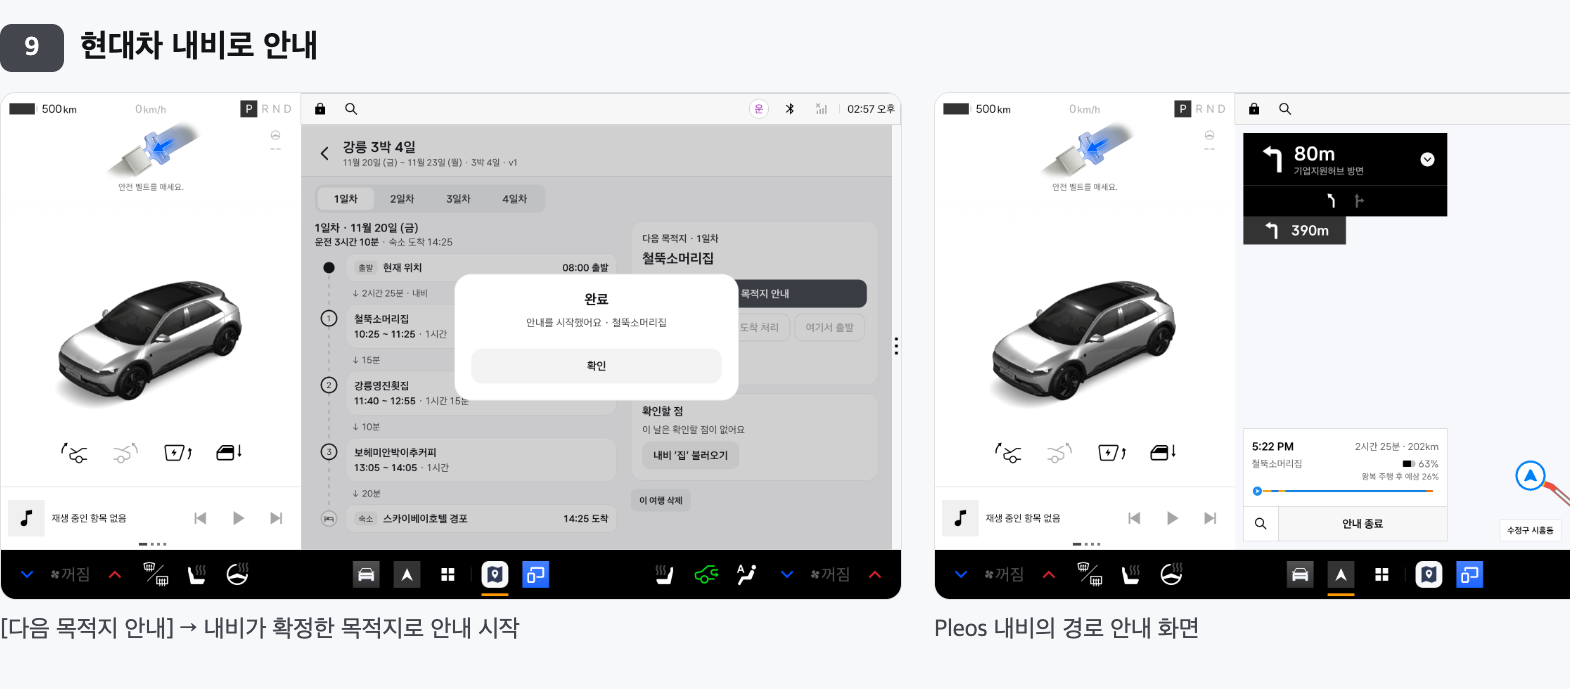 9 현대차 내비로 안내
500km 0km/h P R N D
안전 벨트를 매세요.
재생 중인 항목 없음
운 02:57 오후
강릉 3박 4일
11월 20일 (금) ~ 11월 23일 (월) · 3박 4일 · v1
1일차 2일차 3일차 4일차
1일차 · 11월 20일 (금)
운전 3시간 10분 · 숙소 도착 14:25
출발 현재 위치 08:00 출발
↓ 2시간 25분 · 내비
1 철뚝소머리집
10:25 ~ 11:25 · 1시간
↓ 15분
2 강릉영진횟집
11:40 ~ 12:55 · 1시간 15분
↓ 10분
3 보헤미안박이추커피
13:05 ~ 14:05 · 1시간
↓ 20분
숙소 스카이베이호텔 경포 14:25 도착
다음 목적지 · 1일차
철뚝소머리집
목적지 안내
도착 처리 여기서 출발
확인할 점
이 날은 확인할 점이 없어요
내비 '집' 불러오기
이 여행 삭제
완료
안내를 시작했어요 · 철뚝소머리집
확인
꺼짐 꺼짐
[다음 목적지 안내] → 내비가 확정한 목적지로 안내 시작
500km 0km/h P R N D
안전 벨트를 매세요.
재생 중인 항목 없음
80m
기업지원허브 방면
390m
5:22 PM 2시간 25분 · 202km
철뚝소머리집 63%
왕복 주행 후 예상 26%
안내 종료
수정구 시흥동
꺼짐
Pleos 내비의 경로 안내 화면